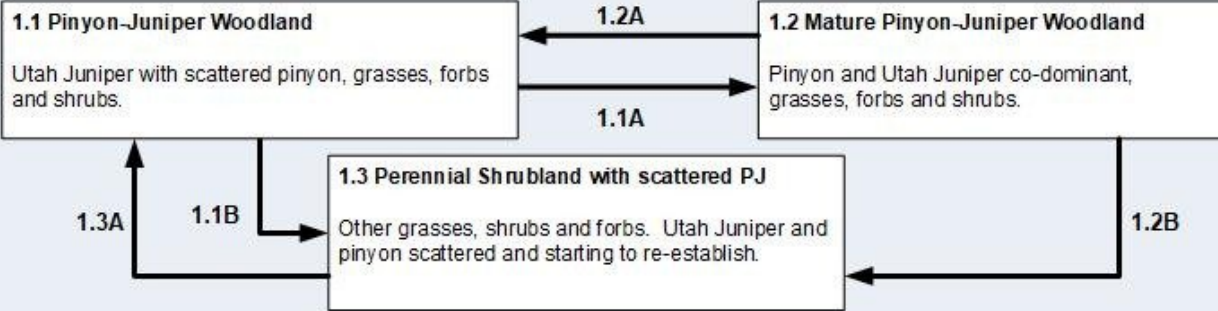 1.1 Pinyon-Juniper Woodland
Utah Juniper with scattered pinyon, grasses, forbs
and shrubs.
1.2A
1.1A
1.2 Mature Pinyon-Juniper Woodland
Pinyon and Utah Juniper co-dominant,
grasses, forbs and shrubs.
1.3A
1.1B
1.3 Perennial Shrubland with scattered PJ
Other grasses, shrubs and forbs. Utah Juniper and
pinyon scattered and starting to re-establish.
1.2B